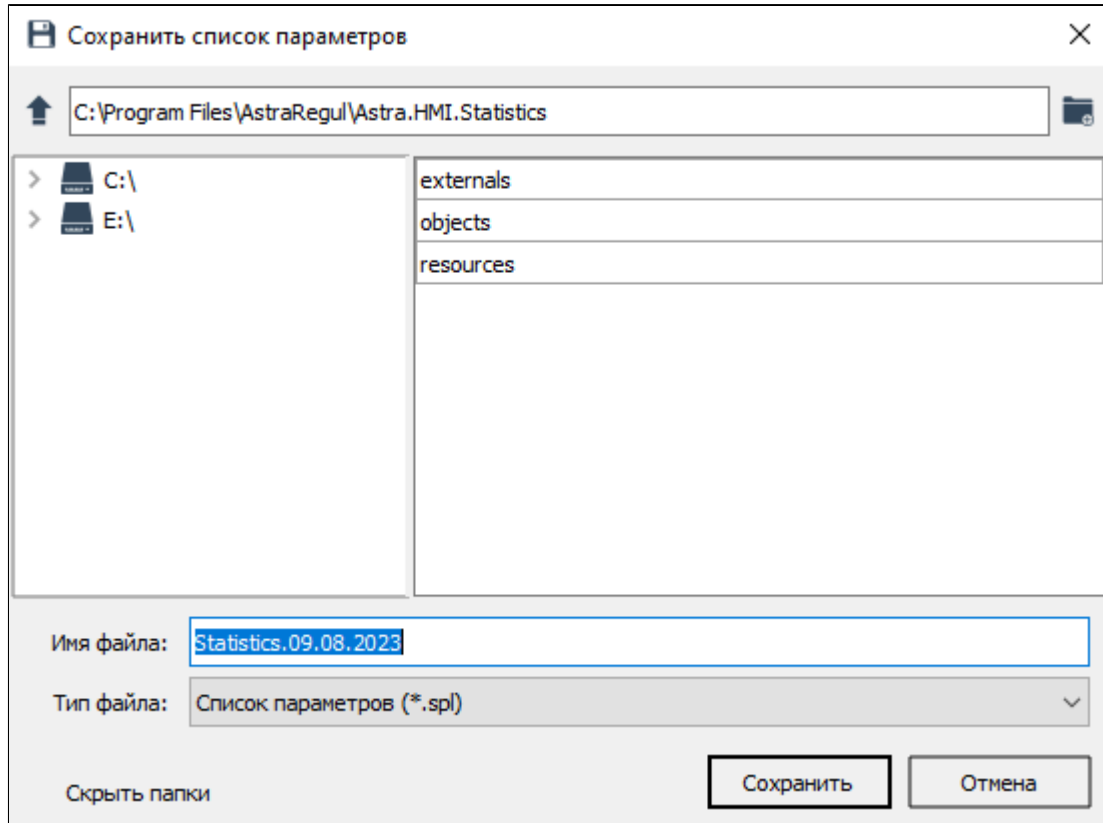 Сохранить список параметров
C:\Program Files\AstraRegul\Astra.HMI.Statistics
C:\
E:\
externals
objects
resources
Имя файла: Statistics.09.08.2023
Тип файла: Список параметров (*.spl)
Скрыть папки
Сохранить
Отмена